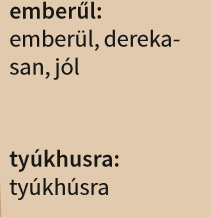 emberűl:
emberül, dereka-
san, jól
tyúkhusra:
tyúkhúsra